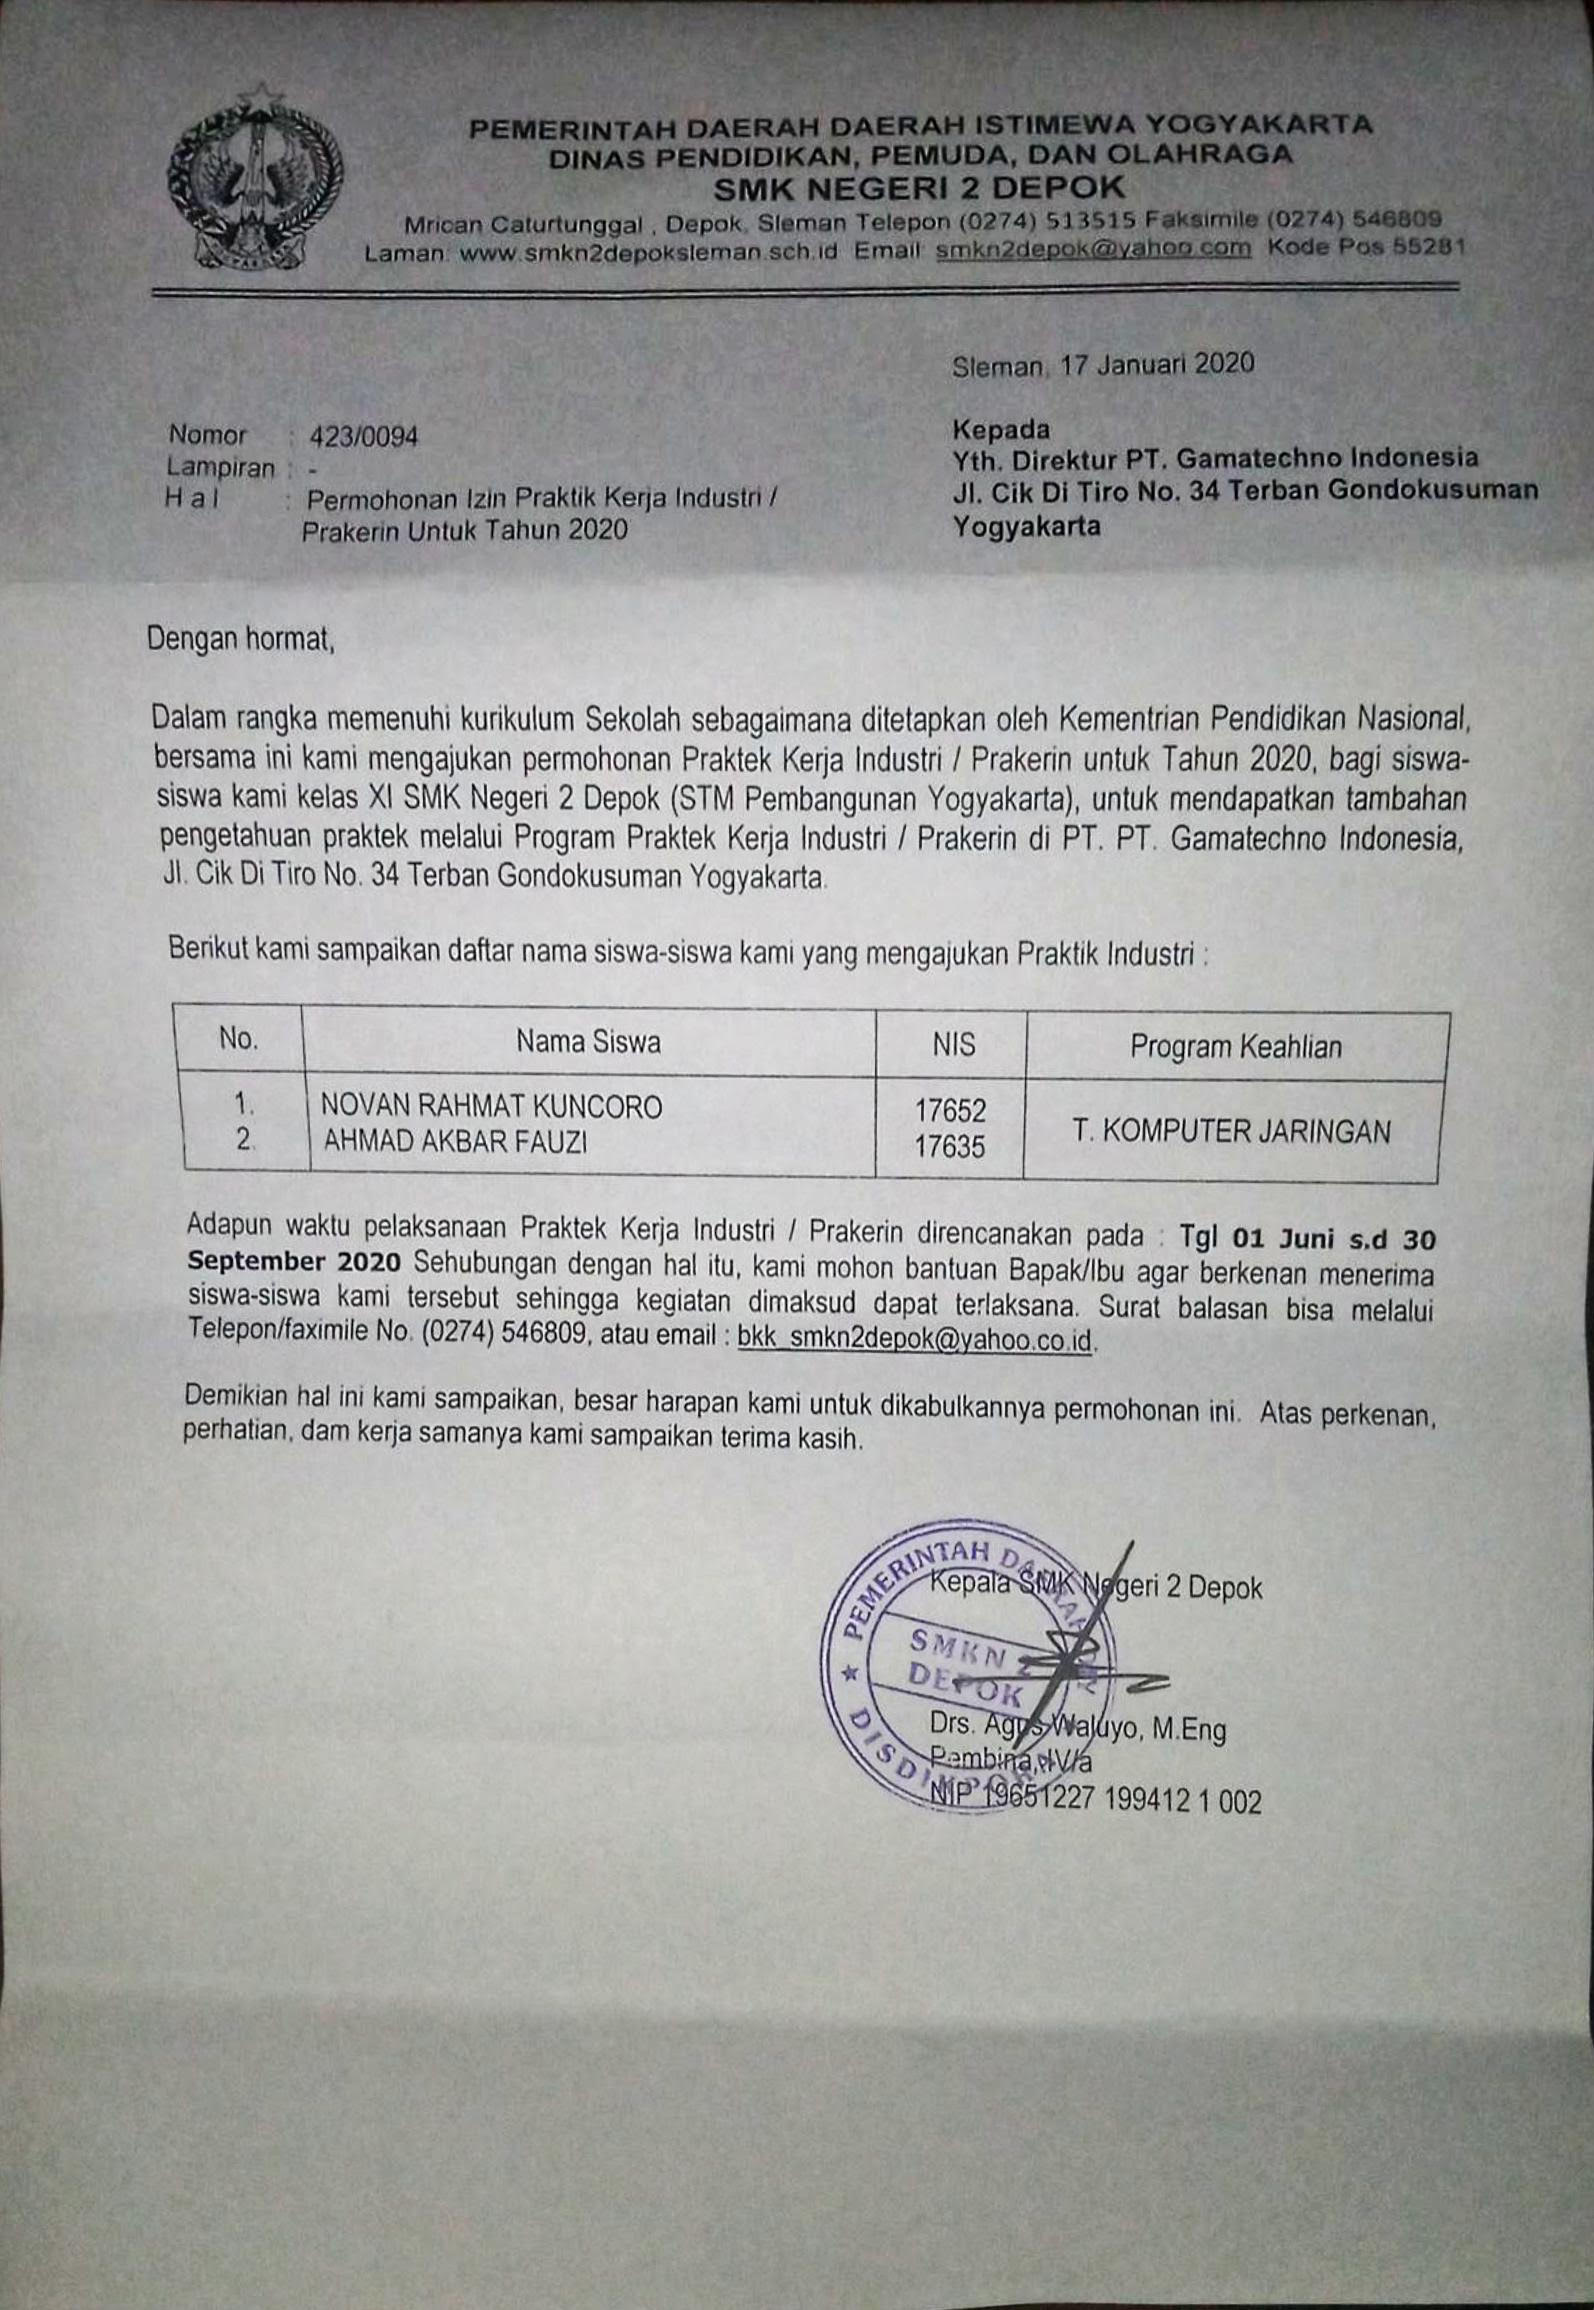 PEMERINTAH DAERAH DAERAH ISTIMEWA YOGYAKARTA
DINAS PENDIDIKAN, PEMUDA, DAN OLAHRAGA
SMK NEGERI 2 DEPOK
Mrican Caturtunggal , Depok, Sleman Telepon (0274) 513515 Faksimile (0274) 546809
Laman: www.smkn2depoksleman.sch.id Email: smkn2depok@yahoo.com Kode Pos 55281
Sleman, 17 Januari 2020
Nomor : 423/0094
Lampiran : -
H a l : Permohonan Izin Praktik Kerja Industri /
Prakerin Untuk Tahun 2020
Kepada
Yth. Direktur PT. Gamatechno Indonesia
Jl. Cik Di Tiro No. 34 Terban Gondokusuman
Yogyakarta
Dengan hormat,
Dalam rangka memenuhi kurikulum Sekolah sebagaimana ditetapkan oleh Kementrian Pendidikan Nasional,
bersama ini kami mengajukan permohonan Praktek Kerja Industri / Prakerin untuk Tahun 2020, bagi siswa-
siswa kami kelas XI SMK Negeri 2 Depok (STM Pembangunan Yogyakarta), untuk mendapatkan tambahan
pengetahuan praktek melalui Program Praktek Kerja Industri / Prakerin di PT. PT. Gamatechno Indonesia,
Jl. Cik Di Tiro No. 34 Terban Gondokusuman Yogyakarta.
Berikut kami sampaikan daftar nama siswa-siswa kami yang mengajukan Praktik Industri :
No. Nama Siswa NIS Program Keahlian
1. NOVAN RAHMAT KUNCORO 17652
2. AHMAD AKBAR FAUZI 17635
T. KOMPUTER JARINGAN
Adapun waktu pelaksanaan Praktek Kerja Industri / Prakerin direncanakan pada : Tgl 01 Juni s.d 30
September 2020 Sehubungan dengan hal itu, kami mohon bantuan Bapak/Ibu agar berkenan menerima
siswa-siswa kami tersebut sehingga kegiatan dimaksud dapat terlaksana. Surat balasan bisa melalui
Telepon/faximile No. (0274) 546809, atau email : bkk_smkn2depok@yahoo.co.id.
Demikian hal ini kami sampaikan, besar harapan kami untuk dikabulkannya permohonan ini. Atas perkenan,
perhatian, dam kerja samanya kami sampaikan terima kasih.
Kepala SMK Negeri 2 Depok
PEMERINTAH DAERAH DIY
SMKN 2
DEPOK
DISDIKPORA
Drs. Agus Waluyo, M.Eng
Pembina, IV/a
NIP 19651227 199412 1 002